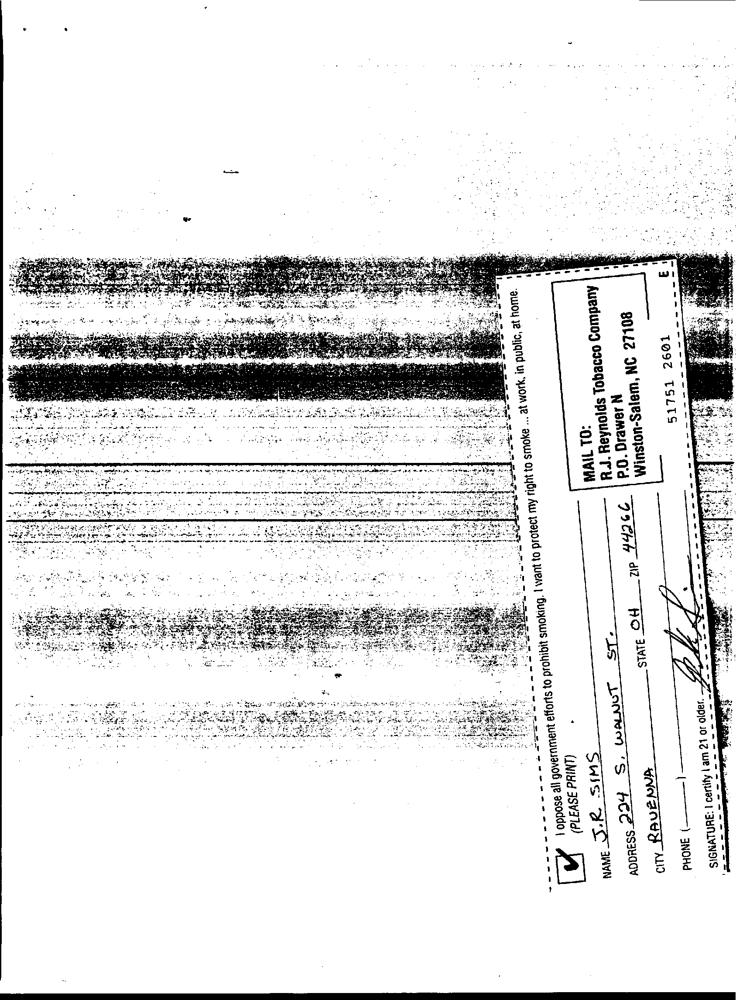 I oppose all government efforts to prohibit smoking. I want to protect my right to smoke ... at work, in public, at home.
(PLEASE PRINT)
NAME J.R SIMS
ADDRESS 224 S. WALNUT ST.
CITY RAVENNA STATE OH ZIP 44266
PHONE ( )
SIGNATURE: I certify I am 21 or older.
MAIL TO:
R.J. Reynolds Tobacco Company
P.O. Drawer N
Winston-Salem, NC 27108
E
51751 2601